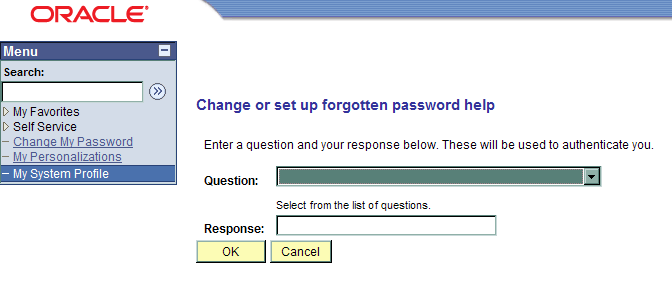 ORACLE®
Menu
Search:
My Favorites
Self Service
Change My Password
My Personalizations
My System Profile
Change or set up forgotten password help
Enter a question and your response below. These will be used to authenticate you.
Question:
Select from the list of questions.
Response:
OK Cancel